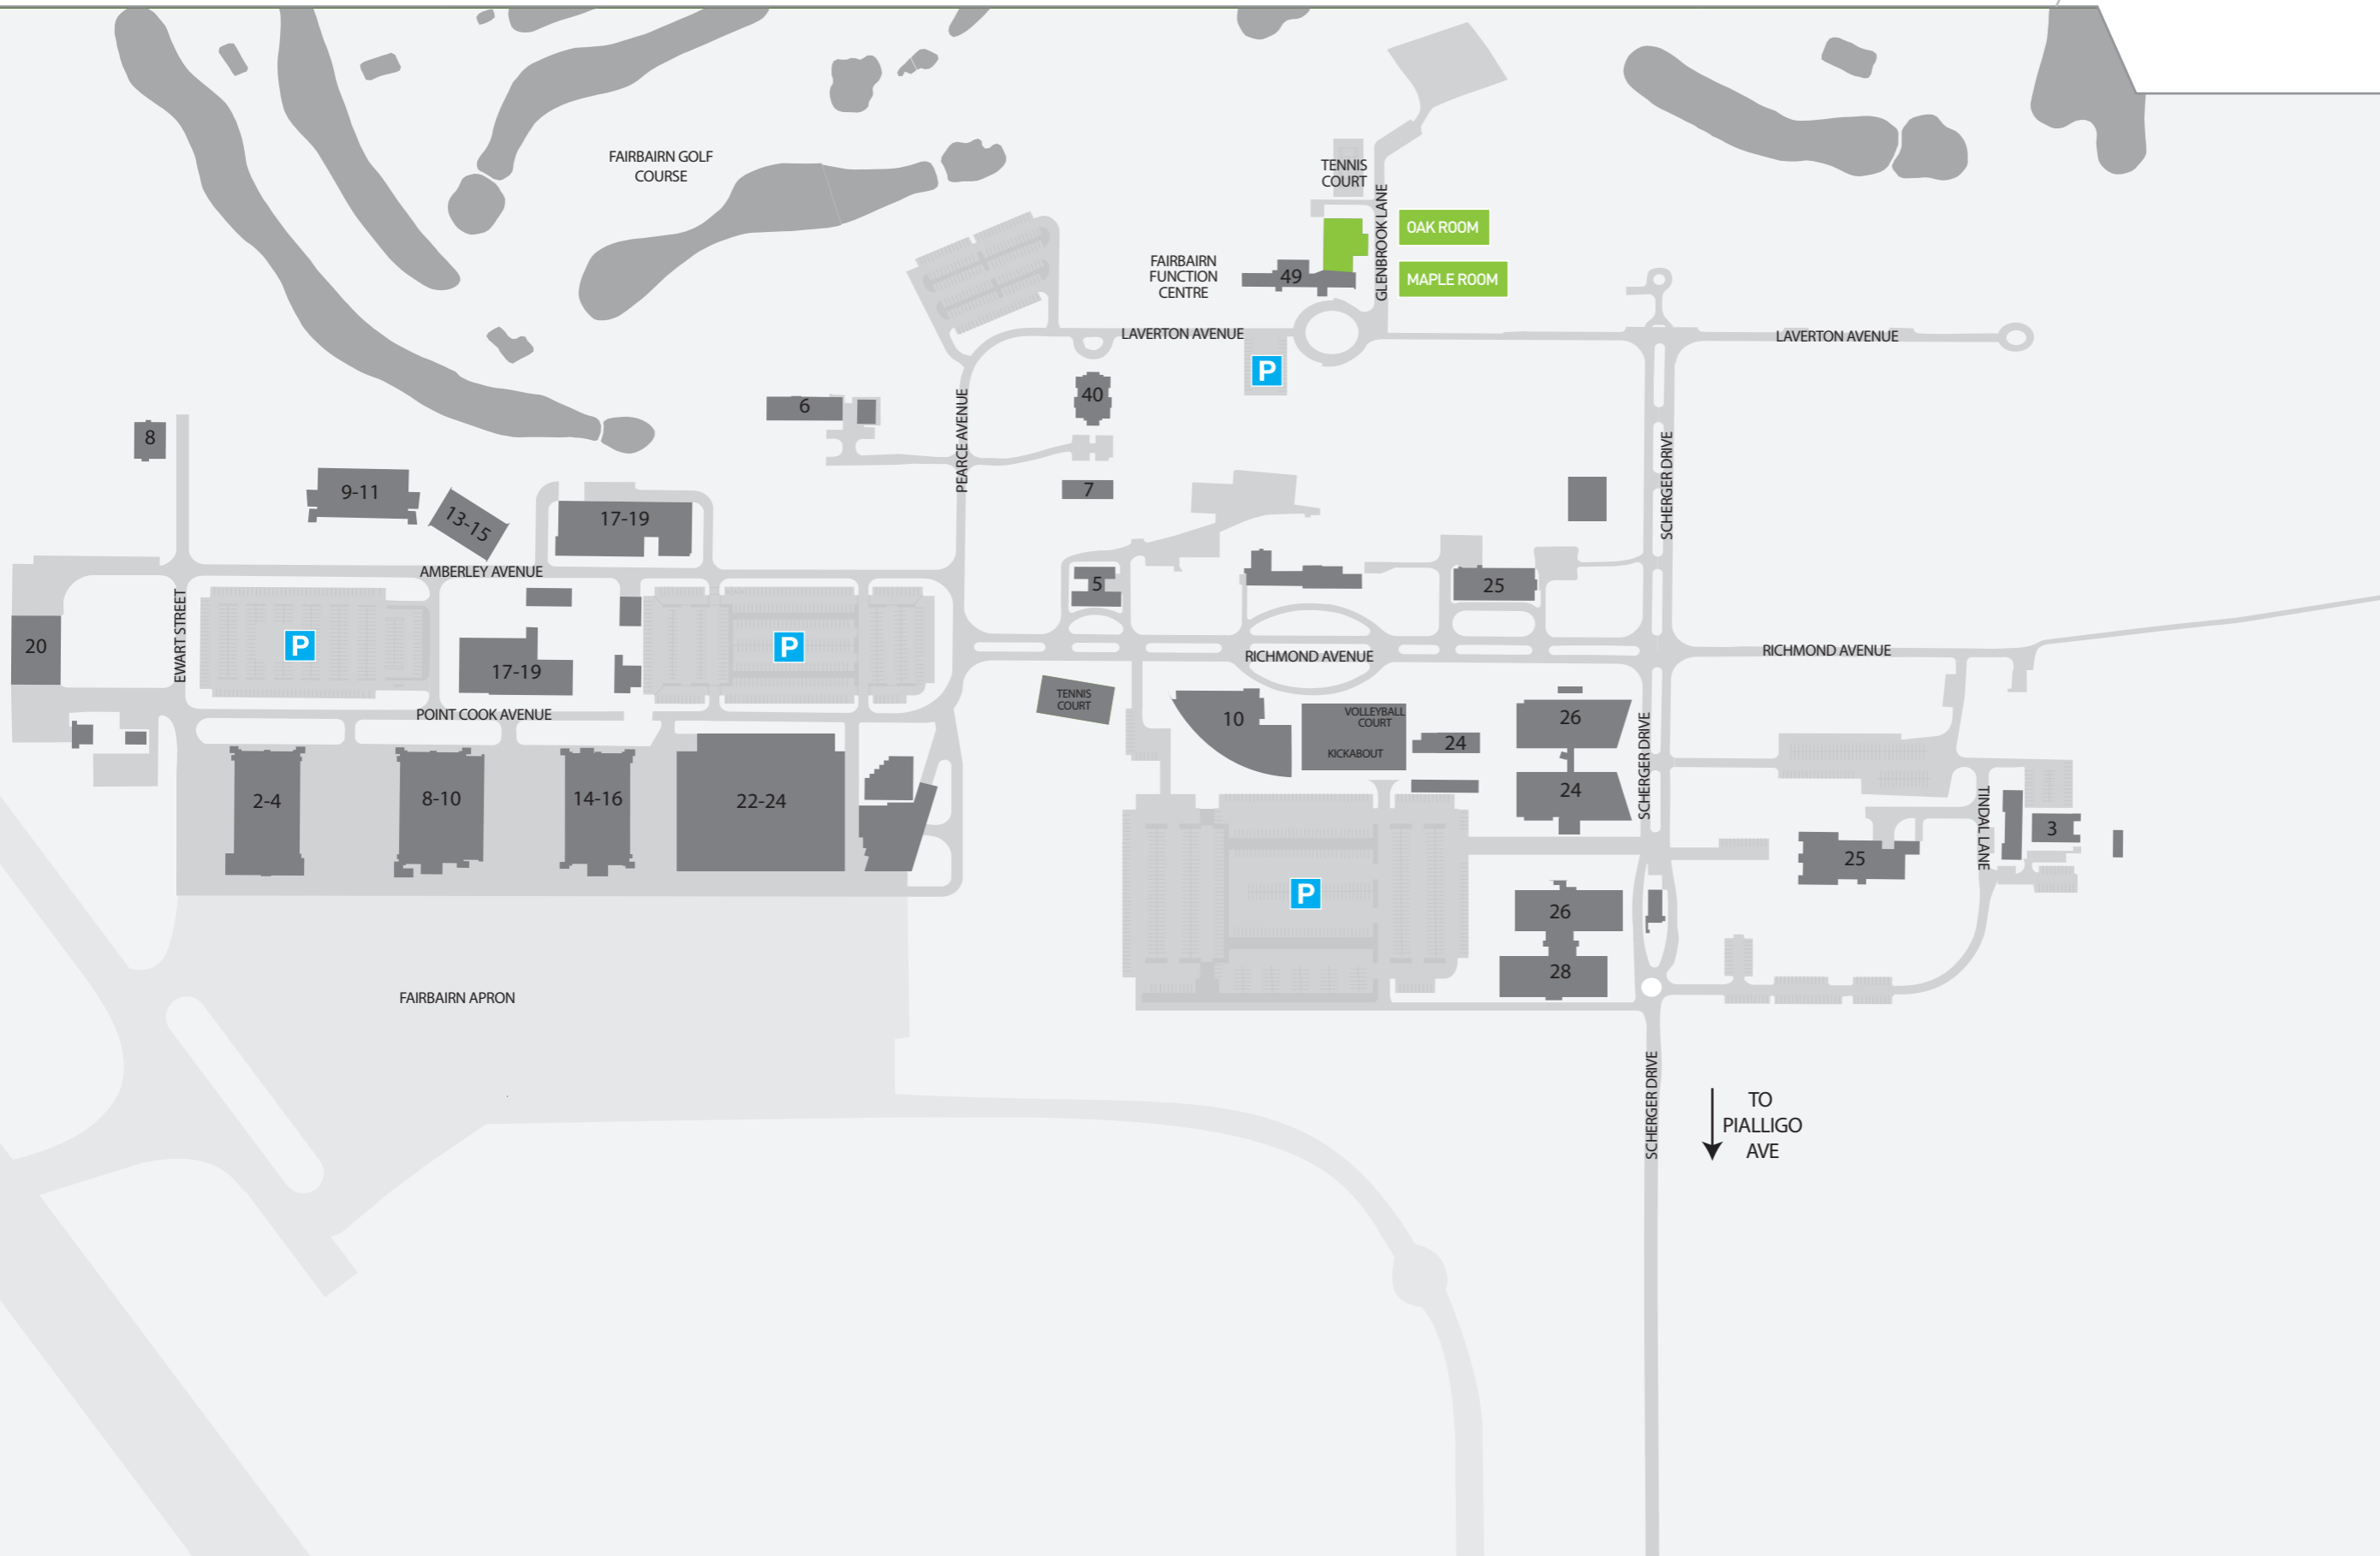 FAIRBAIRN GOLF
COURSE
TENNIS
COURT
GLENBROOK LANE
OAK ROOM
MAPLE ROOM
FAIRBAIRN
FUNCTION
CENTRE
49
LAVERTON AVENUE
LAVERTON AVENUE
P
6
40
PEARCE AVENUE
8
9-11
13-15
17-19
7
SCHERGER DRIVE
AMBERLEY AVENUE
5
25
EWART STREET
20
P
17-19
P
RICHMOND AVENUE
RICHMOND AVENUE
POINT COOK AVENUE
TENNIS
COURT
10
VOLLEYBALL
COURT
KICKABOUT
24
26
SCHERGER DRIVE
2-4
8-10
14-16
22-24
24
TINDAL LANE
3
25
P
26
28
FAIRBAIRN APRON
SCHERGER DRIVE
TO
PIALLIGO
AVE